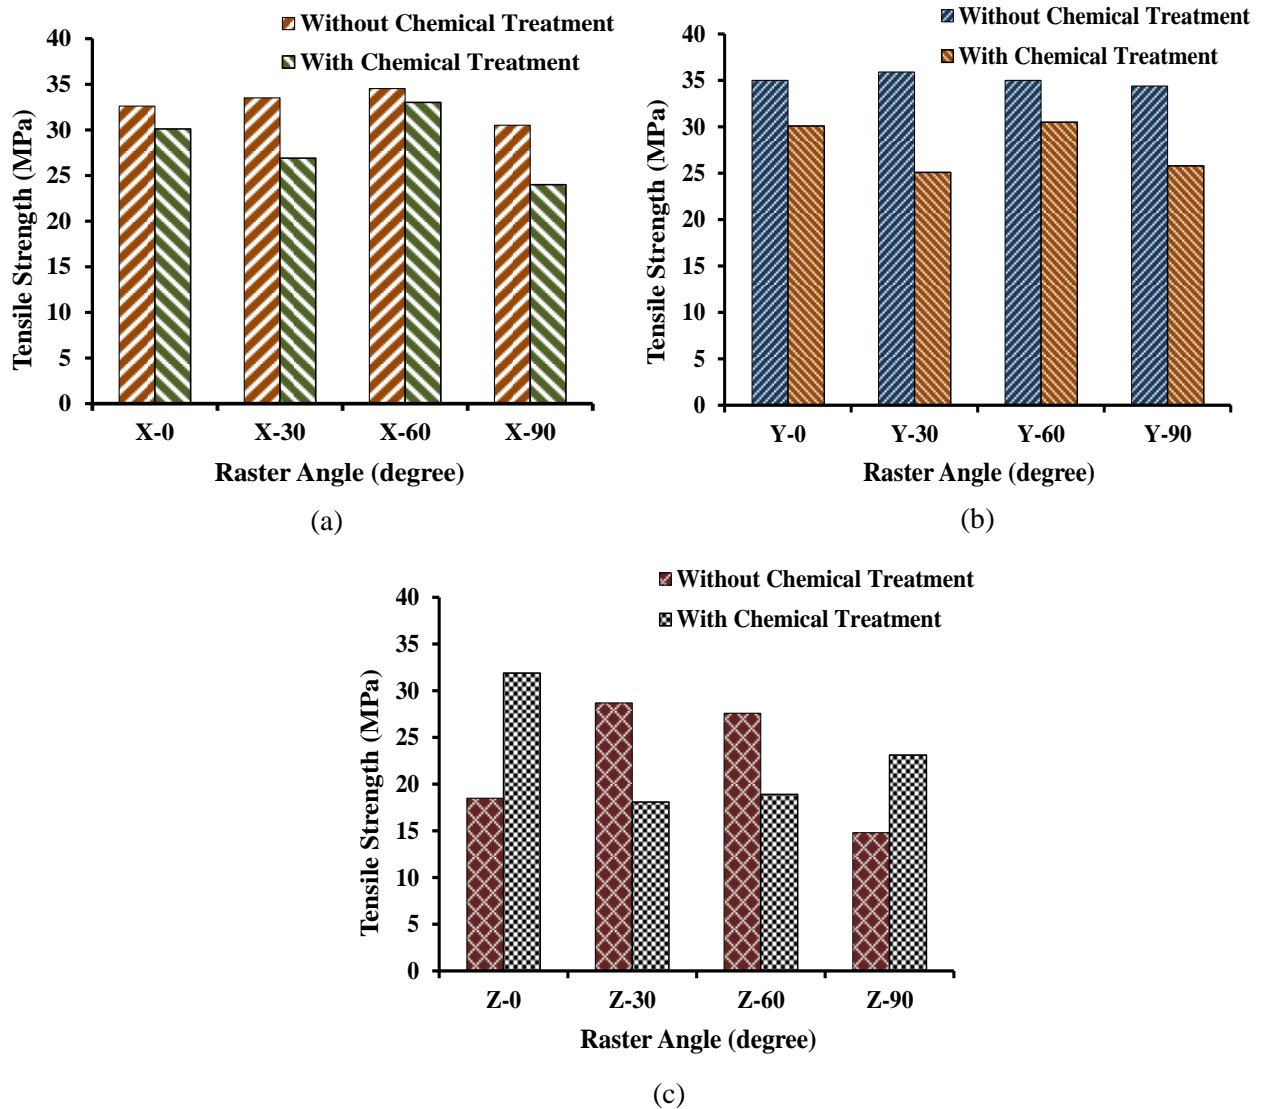 Without Chemical Treatment
With Chemical Treatment
40
35
30
25
20
15
10
5
0
Tensile Strength (MPa)
X-0 X-30 X-60 X-90
Raster Angle (degree)
(a)
Without Chemical Treatment
With Chemical Treatment
40
35
30
25
20
15
10
5
0
Tensile Strength (MPa)
Y-0 Y-30 Y-60 Y-90
Raster Angle (degree)
(b)
Without Chemical Treatment
With Chemical Treatment
40
35
30
25
20
15
10
5
0
Tensile Strength (MPa)
Z-0 Z-30 Z-60 Z-90
Raster Angle (degree)
(c)